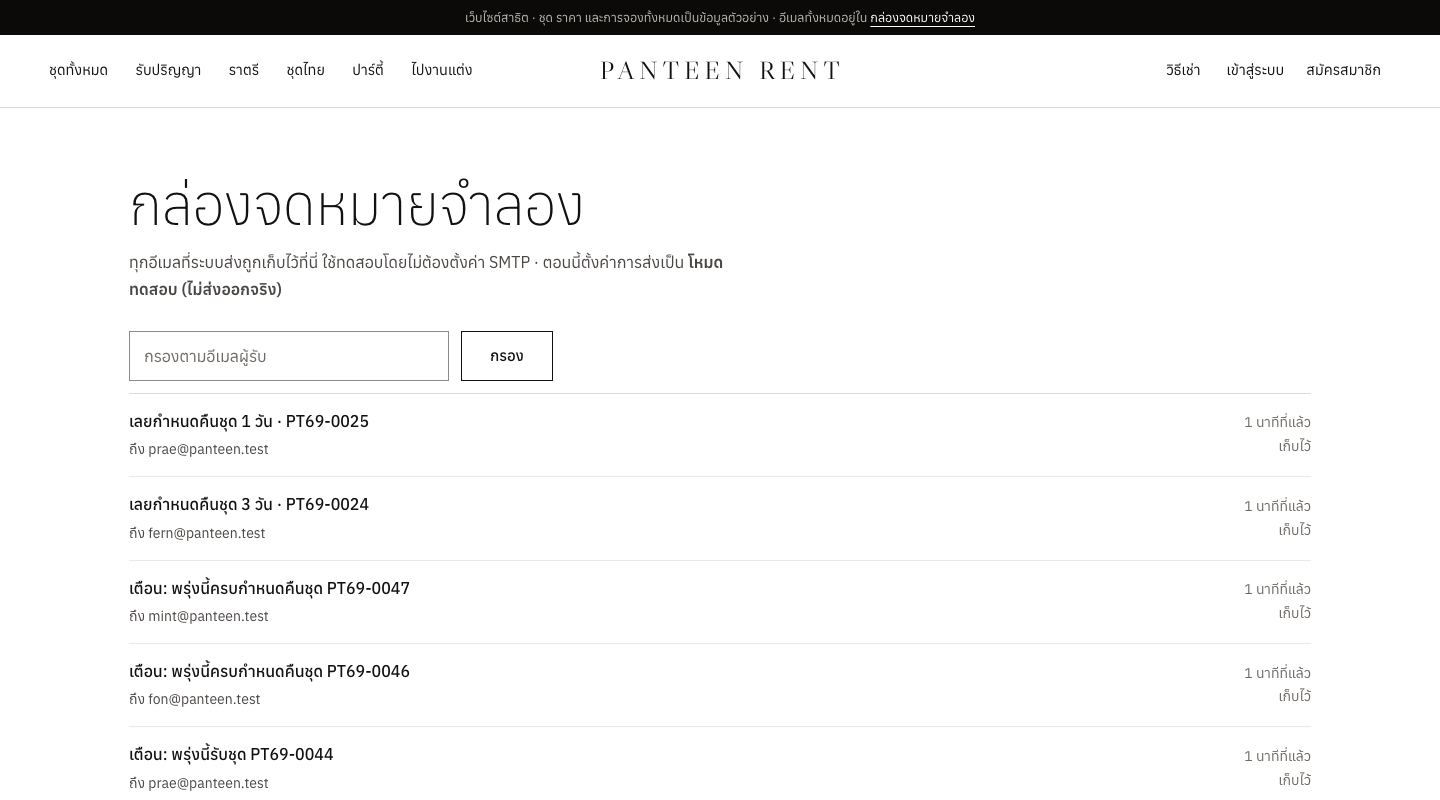 เว็บไซต์สาธิต · ชุด ราคา และการจองทั้งหมดเป็นข้อมูลตัวอย่าง · อีเมลทั้งหมดอยู่ใน กล่องจดหมายจำลอง
ชุดทั้งหมด รับปริญญา ราตรี ชุดไทย ปาร์ตี้ ไปงานแต่ง PANTEEN RENT วิธีเช่า เข้าสู่ระบบ สมัครสมาชิก
กล่องจดหมายจำลอง
ทุกอีเมลที่ระบบส่งถูกเก็บไว้ที่นี่ ใช้ทดสอบโดยไม่ต้องตั้งค่า SMTP · ตอนนี้ตั้งค่าการส่งเป็น โหมด
ทดสอบ (ไม่ส่งออกจริง)
กรองตามอีเมลผู้รับ กรอง
เลยกำหนดคืนชุด 1 วัน · PT69-0025 1 นาทีที่แล้ว
ถึง prae@panteen.test เก็บไว้
เลยกำหนดคืนชุด 3 วัน · PT69-0024 1 นาทีที่แล้ว
ถึง fern@panteen.test เก็บไว้
เตือน: พรุ่งนี้ครบกำหนดคืนชุด PT69-0047 1 นาทีที่แล้ว
ถึง mint@panteen.test เก็บไว้
เตือน: พรุ่งนี้ครบกำหนดคืนชุด PT69-0046 1 นาทีที่แล้ว
ถึง fon@panteen.test เก็บไว้
เตือน: พรุ่งนี้รับชุด PT69-0044 1 นาทีที่แล้ว
ถึง prae@panteen.test เก็บไว้